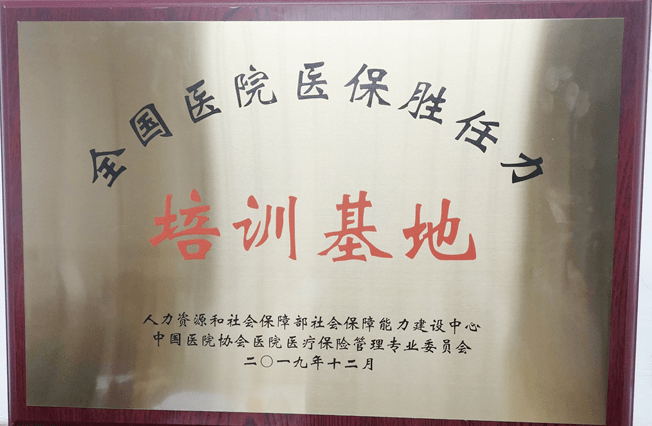 全国医院医保胜任力
培训基地
人力资源和社会保障部社会保障能力建设中心
中国医院协会医院医疗保险管理专业委员会
二〇一九年十二月